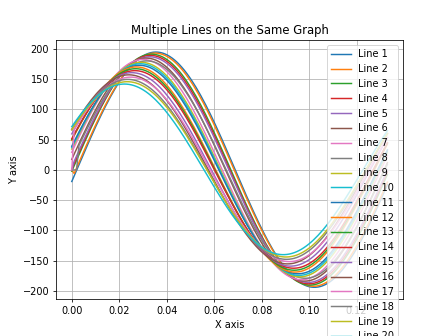 Multiple Lines on the Same Graph
200
150
100
50
0
−50
−100
−150
−200
Y axis
0.00
0.02
0.04
0.06
0.08
0.10
X axis
Line 1
Line 2
Line 3
Line 4
Line 5
Line 6
Line 7
Line 8
Line 9
Line 10
Line 11
Line 12
Line 13
Line 14
Line 15
Line 16
Line 17
Line 18
Line 19
Line 20